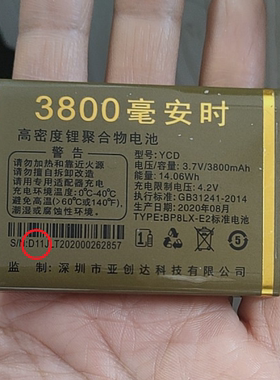 3800毫安时
高密度锂聚合物电池
警告
请勿加热和靠近火源
请勿擅自拆卸改造
请用专用适配器充电
充电环境温度:0℃-40℃
避免高温(>60℃或140℉)、
潮湿或腐蚀性环境.
型号:YCD
电压/容量:3.7V/3800mAh
能量:14.06Wh
充电限制电压:4.2V
执行标准:GB31241-2014
生产日期:2020年08月
TYPE:BP8LX-E2标准电池
S/N:D11JLT202000262857
监制:深圳市亚创达科技有限公司